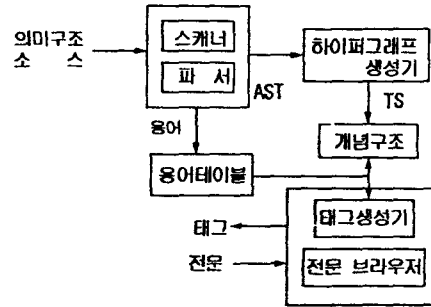 의미구조
소 스
스캐너
파 서
AST
하이퍼그래프
생성기
TS
용어
개념구조
용어테이블
태그생성기
태그
전문
전문 브라우저